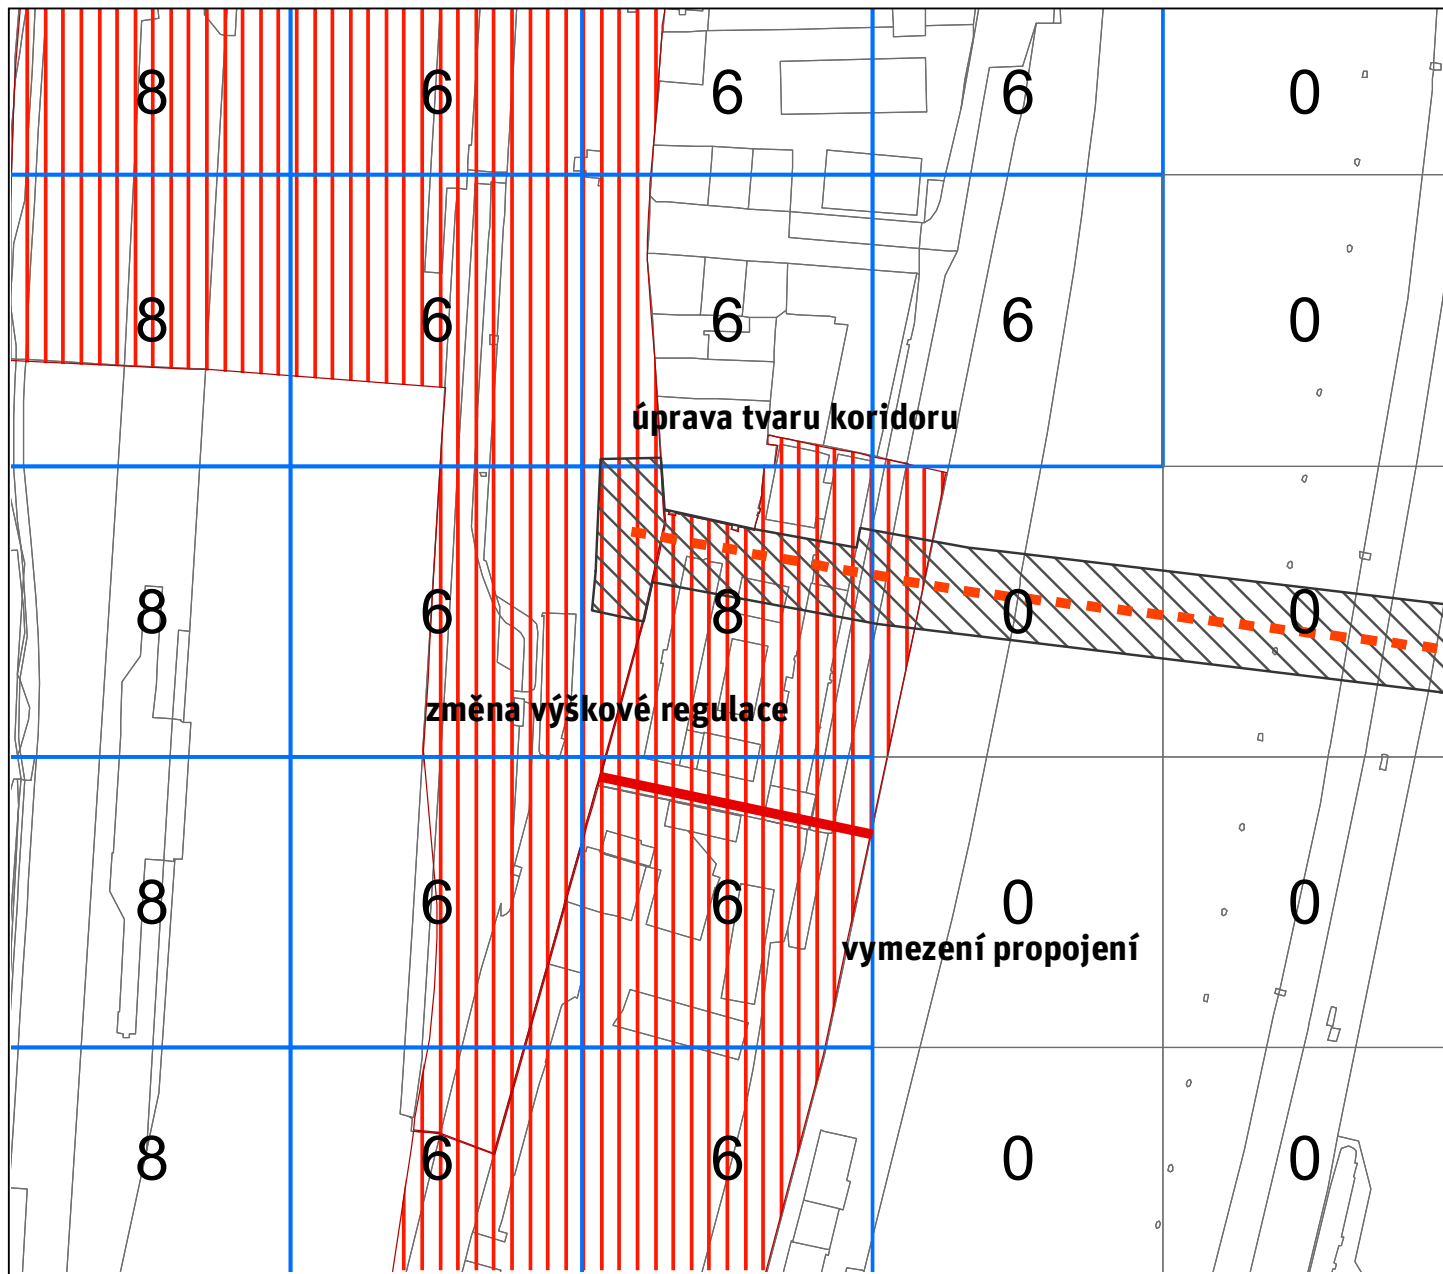 8 6 6 6 0
8 6 6 6 0
úprava tvaru koridoru
8 6 8 0 0
změna výškové regulace
8 6 6 0 0
vymezení propojení
8 6 6 0 0